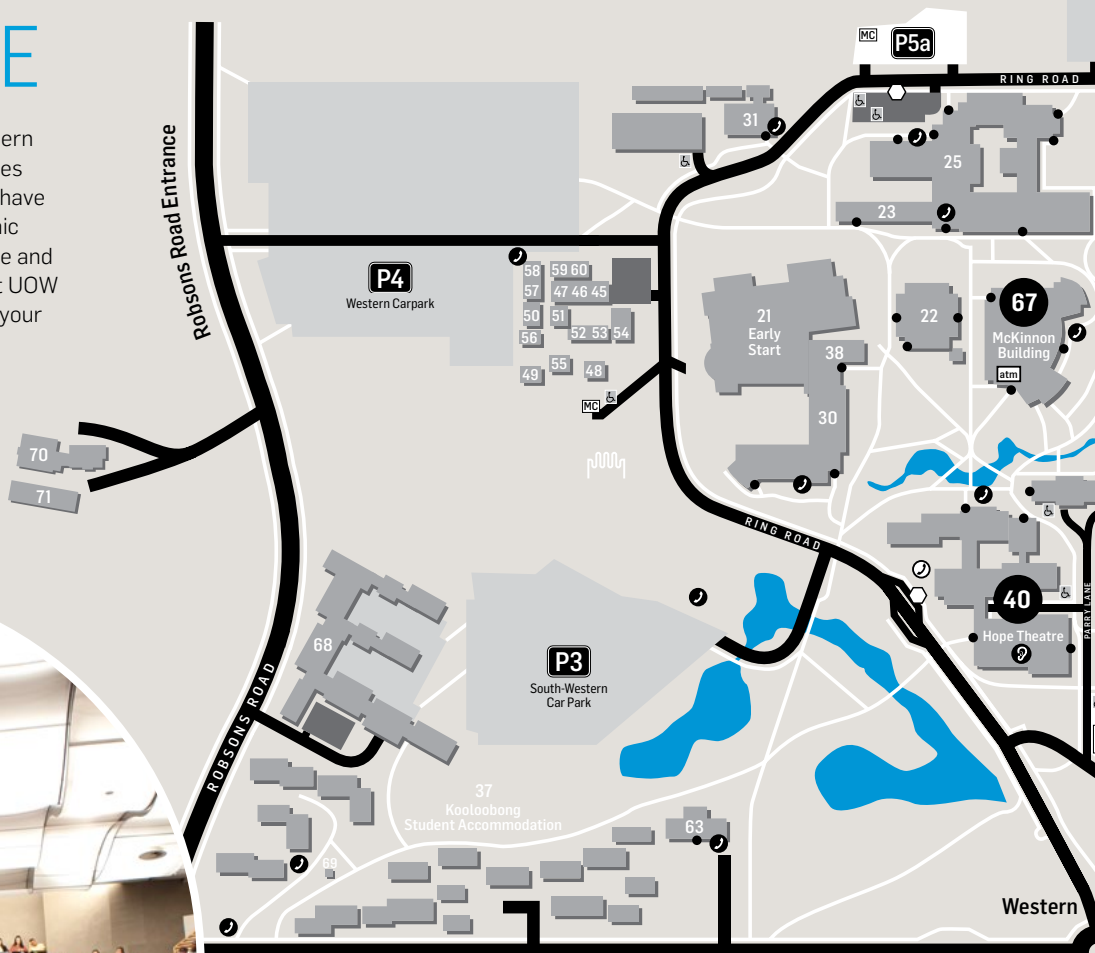 E
ern
es
have
nic
e and
t UOW
your
Robsons Road Entrance
MC
P5a
RING ROAD
31
25
23
P4
Western Carpark
58
59 60
57
47 46 45
50
51
56
52 53 54
55
49
48
MC
21
Early
Start
38
30
22
67
McKinnon
Building
atm
70
71
RING ROAD
40
Hope Theatre
PARRY LANE
68
P3
South-Western
Car Park
ROBSONS ROAD
37
Kooloobong
Student Accommodation
63
69
Western